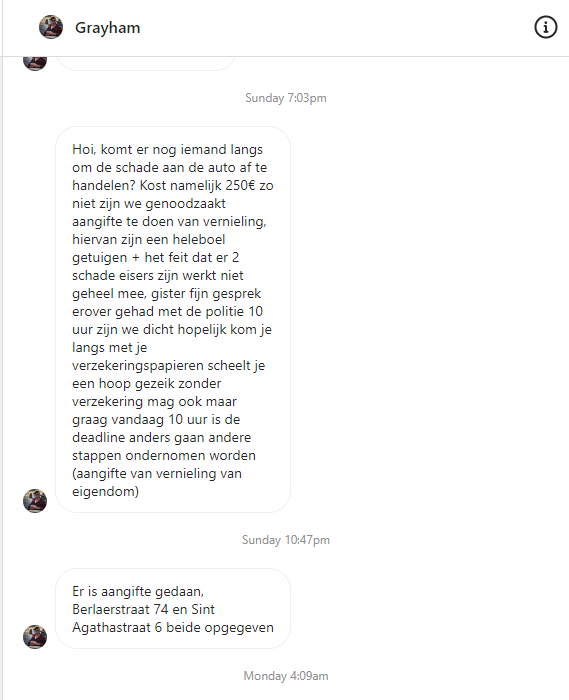 Grayham
Sunday 7:03pm
Hoi, komt er nog iemand langs
om de schade aan de auto af te
handelen? Kost namelijk 250€ zo
niet zijn we genoodzaakt
aangifte te doen van vernieling,
hiervan zijn een heleboel
getuigen + het feit dat er 2
schade eisers zijn werkt niet
geheel mee, gister fijn gesprek
erover gehad met de politie 10
uur zijn we dicht hopelijk kom je
langs met je
verzekeringspapieren scheelt je
een hoop gezeik zonder
verzekering mag ook maar
graag vandaag 10 uur is de
deadline anders gaan andere
stappen ondernomen worden
(aangifte van vernieling van
eigendom)
Sunday 10:47pm
Er is aangifte gedaan,
Berlaerstraat 74 en Sint
Agathastraat 6 beide opgegeven
Monday 4:09am